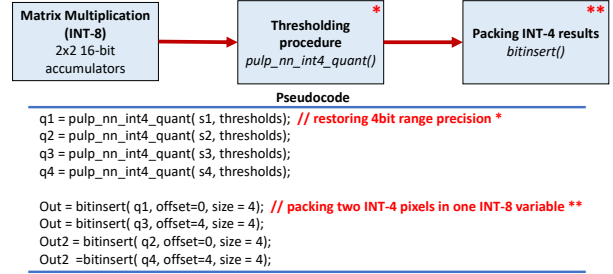 Matrix Multiplication
(INT-8)
2x2 16-bit
accumulators
*
Thresholding
procedure
pulp_nn_int4_quant()
**
Packing INT-4 results
bitinsert()
Pseudocode
q1 = pulp_nn_int4_quant( s1, thresholds); // restoring 4bit range precision *
q2 = pulp_nn_int4_quant( s2, thresholds);
q3 = pulp_nn_int4_quant( s3, thresholds);
q4 = pulp_nn_int4_quant( s4, thresholds);
Out = bitinsert( q1, offset=0, size = 4); // packing two INT-4 pixels in one INT-8 variable **
Out = bitinsert( q3, offset=4, size = 4);
Out2 = bitinsert( q2, offset=0, size = 4);
Out2 =bitinsert( q4, offset=4, size = 4);